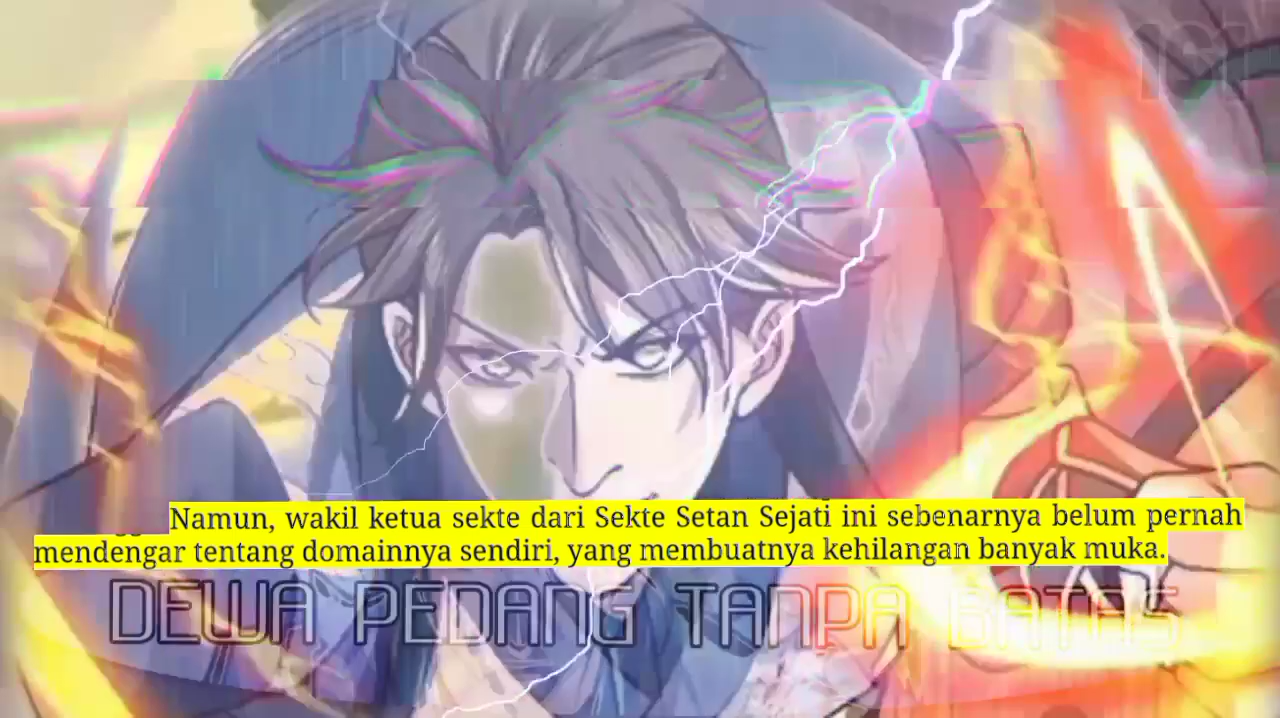 Namun, wakil ketua sekte dari Sekte Setan Sejati ini sebenarnya belum pernah
mendengar tentang domainnya sendiri, yang membuatnya kehilangan banyak muka.
DEWA PEDANG TANPA BATAS